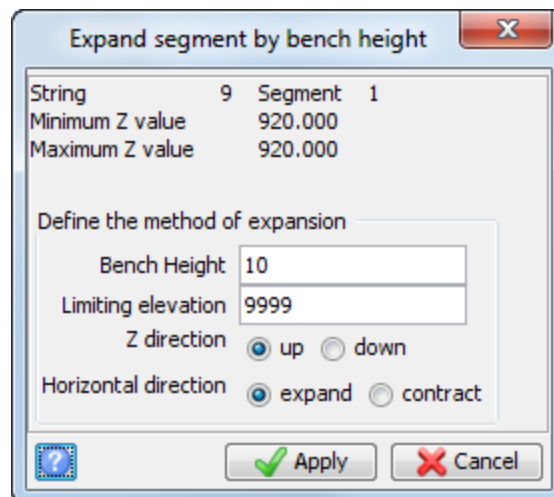 Expand segment by bench height
String 9 Segment 1
Minimum Z value 920.000
Maximum Z value 920.000
Define the method of expansion
Bench Height 10
Limiting elevation 9999
Z direction up down
Horizontal direction expand contract
? Apply Cancel